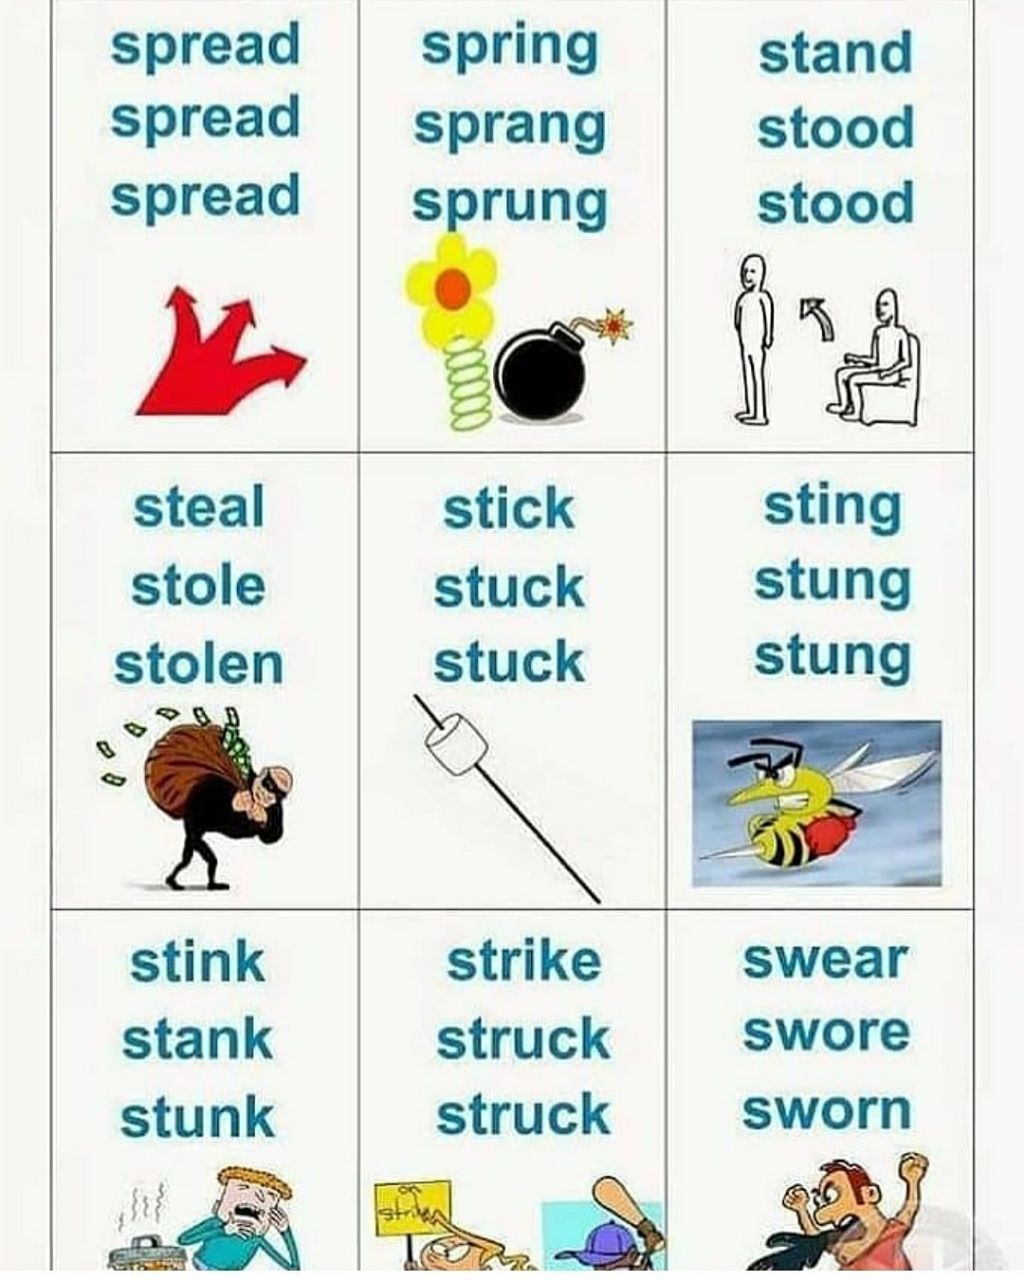 spread
spread
spread
spring
sprang
sprung
stand
stood
stood
steal
stole
stolen
stick
stuck
stuck
sting
stung
stung
stink
stank
stunk
strike
struck
struck
swear
swore
sworn
on
strike